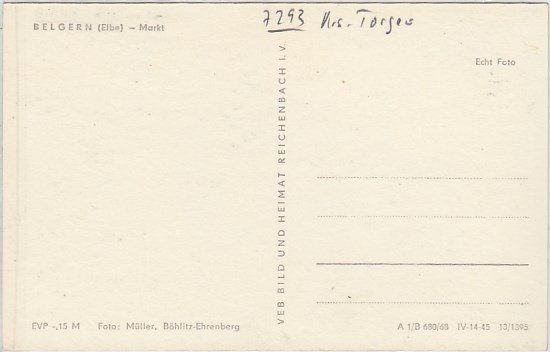 7293 Krs. Torgau
BELGERN (Elbe) – Markt
Echt Foto
VEB BILD UND HEIMAT REICHENBACH i. V.
EVP -,15 M Foto: Müller, Böhlitz-Ehrenberg
A 1/B 680/68 IV-14-45 13/1395